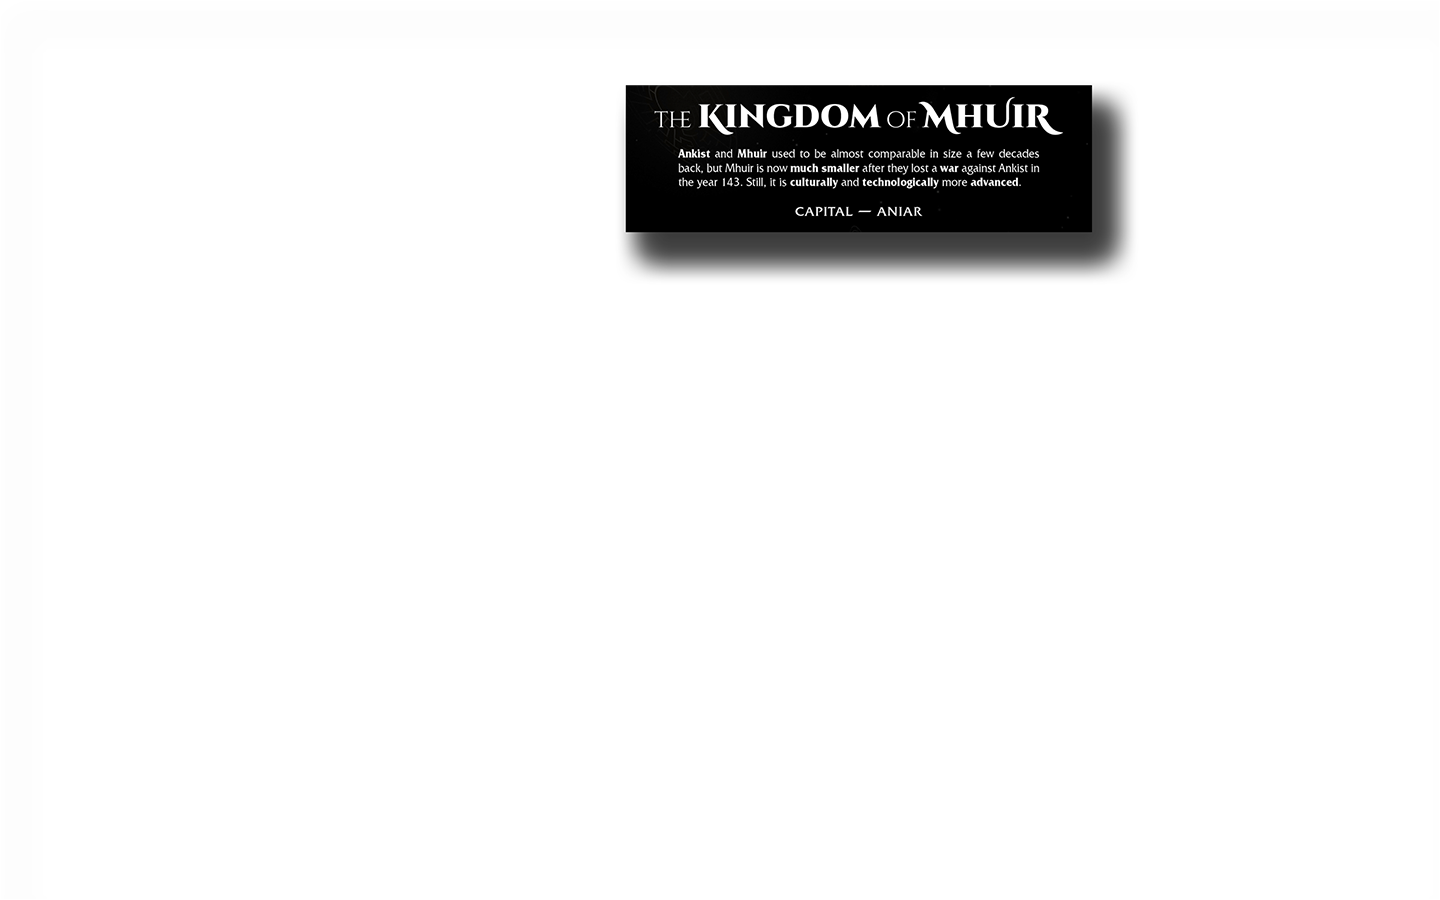 THE KINGDOM OF MHUIR
Ankist and Mhuir used to be almost comparable in size a few decades
back, but Mhuir is now much smaller after they lost a war against Ankist in
the year 143. Still, it is culturally and technologically more advanced.
CAPITAL — ANIAR